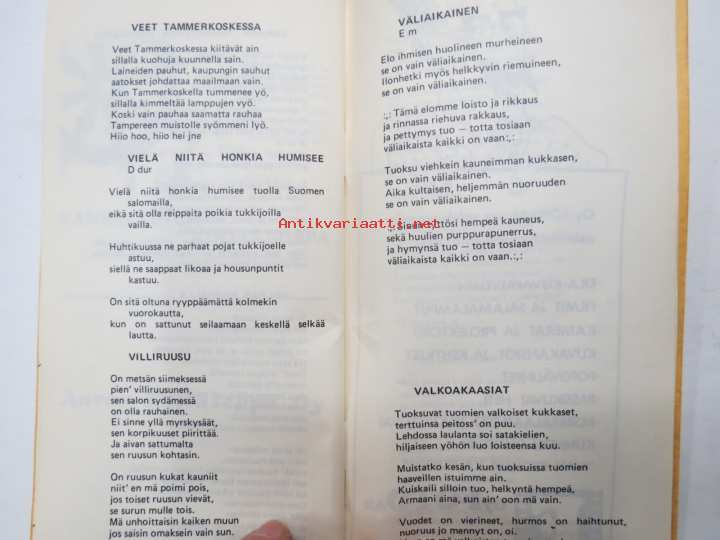 VEET TAMMERKOSKESSA
Veet Tammerkoskessa kiitävät ain
sillalla kuohuja kuunnella sain.
Laineiden pauhut, kaupungin sauhut
aatokset johdattaa maailmaan vain.
Kun Tammerkoskella tummenee yö,
sillalla kimmeltää lamppujen vyö.
Koski vain pauhaa saamatta rauhaa
Tampereen muistolle syömmeni lyö.
Hiio hoo, hiio hei jne
VIELÄ NIITÄ HONKIA HUMISEE
D dur
Vielä niitä honkia humisee tuolla Suomen
salomailla,
eikä sitä olla reippaita poikia tukkijoilla
vailla.
Huhtikuussa ne parhaat pojat tukkijoelle
astuu,
siellä ne saappaat likoaa ja housunpuntit
kastuu.
On sitä oltuna ryyppäämättä kolmekin
vuorokautta,
kun on sattunut seilaamaan keskellä selkää
lautta.
VILLIRUUSU
On metsän siimeksessä
pien' villiruusunen,
sen salon sydämessä
on olla rauhainen.
Ei sinne yllä myrskysäät,
sen korpikuuset piirittää.
Ja aivan sattumalta
sen ruusun kohtasin.
On ruusun kukat kauniit
niit' en mä poimi pois,
jos toiset ruusun vievät,
se surun mulle tois.
Mä unhoittaisin kaiken muun
jos saisin omaksein vain sun.
VÄLIAIKAINEN
E m
Elo ihmisen huolineen murheineen
se on vain väliaikainen.
Ilonhetki myös helkkyvin riemuineen,
se on vain väliaikainen.
:,: Tämä elomme loisto ja rikkaus
ja rinnassa riehuva rakkaus,
ja pettymys tuo — totta tosiaan
väliaikaista kaikki on vaan:,:
Tuoksu viehkein kauneimman kukkasen,
se on vain väliaikainen.
Aika kultaisen, heljemmän nuoruuden
se on vain väliaikainen.
Antikvariaatti.net
:,: Sinun tyttösi hempeä kauneus,
sekä huulien purppurapunerrus,
ja hymynsä tuo — totta tosiaan
väliaikaista kaikki on vaan.:,:
VALKOAKAASIAT
Tuoksuvat tuomien valkoiset kukkaset,
terttuinsa peitoss' on puu.
Lehdossa laulanta soi satakielien,
hiljaiseen yöhön luo loisteensa kuu.
Muistatko kesän, kun tuoksuissa tuomien
haaveillen istuimme ain.
Kuiskaili silloin tuo, helkyntä hempeä,
Armaani aina, sun ain' oon mä vain.
Vuodet on vierineet, hurmos on haihtunut,
nuoruus jo mennyt on, oi.